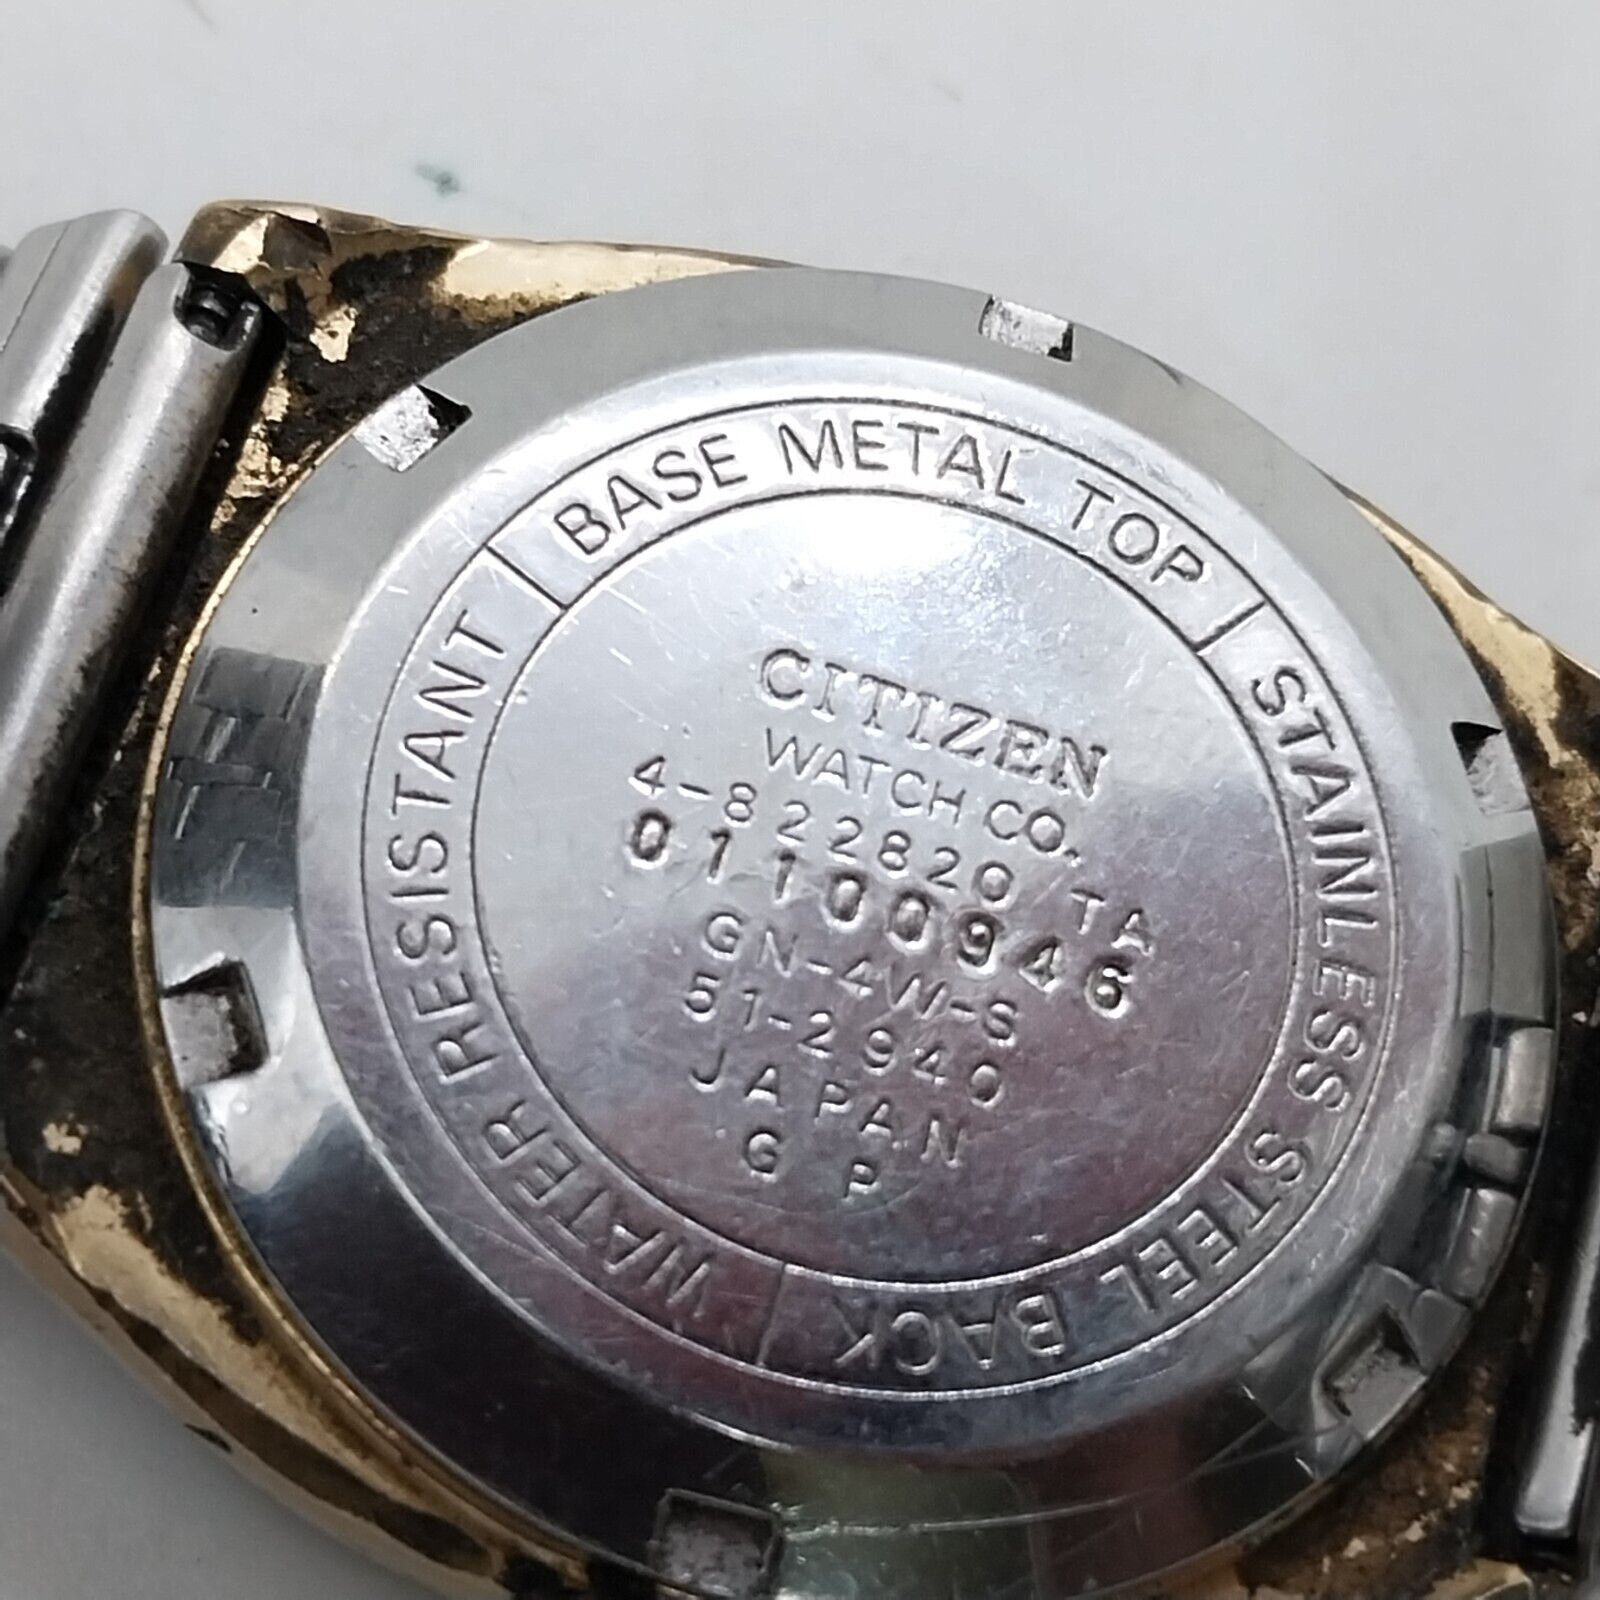 BASE METAL TOP | STAINLESS STEEL BACK | WATER RESISTANT |
CITIZEN
WATCH CO.
4-822820 TA
01100946
GN-4W-S
51-2940
JAPAN
G P